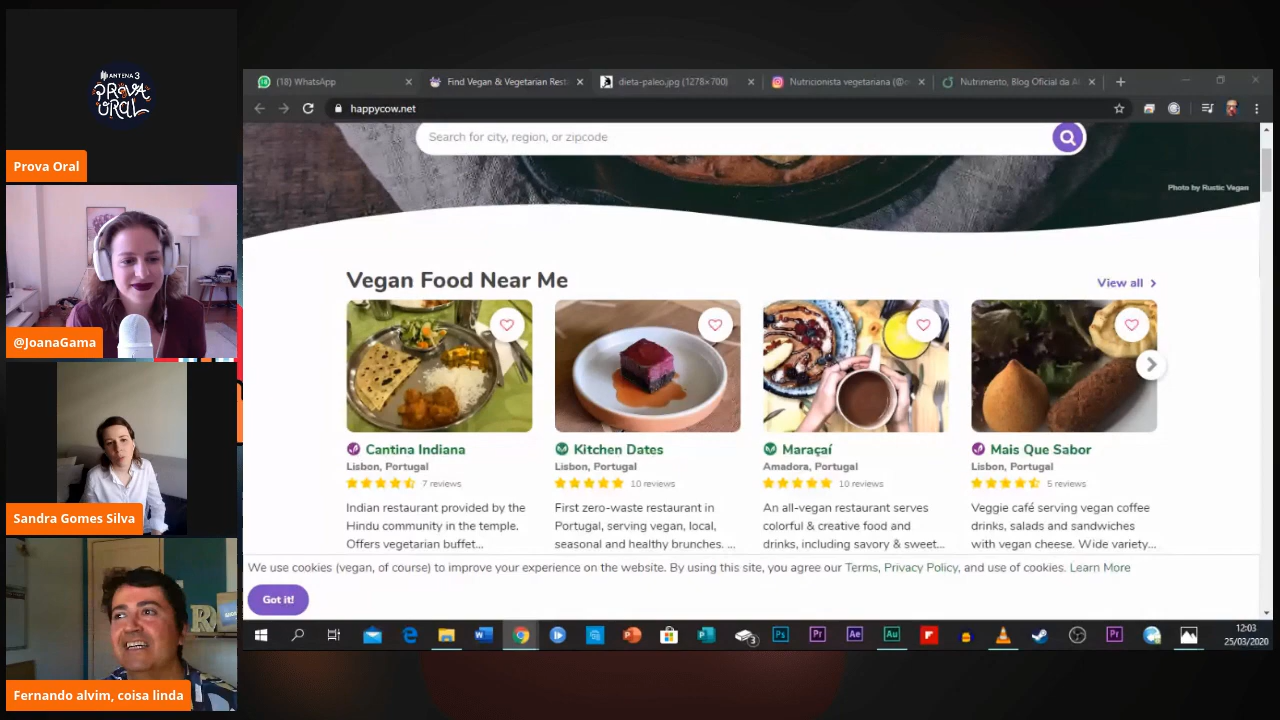 ANTENA 3
PROVA
ORAL
Prova Oral
@JoanaGama
Sandra Gomes Silva
Fernando alvim, coisa linda
(18) WhatsApp
Find Vegan & Vegetarian Rest
dieta-paleo.jpg (1278×700)
Nutricionista vegetariana (@
Nutrimento, Blog Oficial da
happycow.net
Search for city, region, or zipcode
Photo by Rustic Vegan
Vegan Food Near Me
View all
Cantina Indiana
Lisbon, Portugal
7 reviews
Indian restaurant provided by the
Hindu community in the temple.
Offers vegetarian buffet...
Kitchen Dates
Lisbon, Portugal
10 reviews
First zero-waste restaurant in
Portugal, serving vegan, local,
seasonal and healthy brunches. ...
Maraçaí
Amadora, Portugal
10 reviews
An all-vegan restaurant serves
colorful & creative food and
drinks, including savory & sweet...
Mais Que Sabor
Lisbon, Portugal
5 reviews
Veggie café serving vegan coffee
drinks, salads and sandwiches
with vegan cheese. Wide variety...
We use cookies (vegan, of course) to improve your experience on the website. By using this site, you agree our Terms, Privacy Policy, and use of cookies. Learn More
Got it!
Ps
Pr
Ae
Au
Pr
12:03
25/03/2020